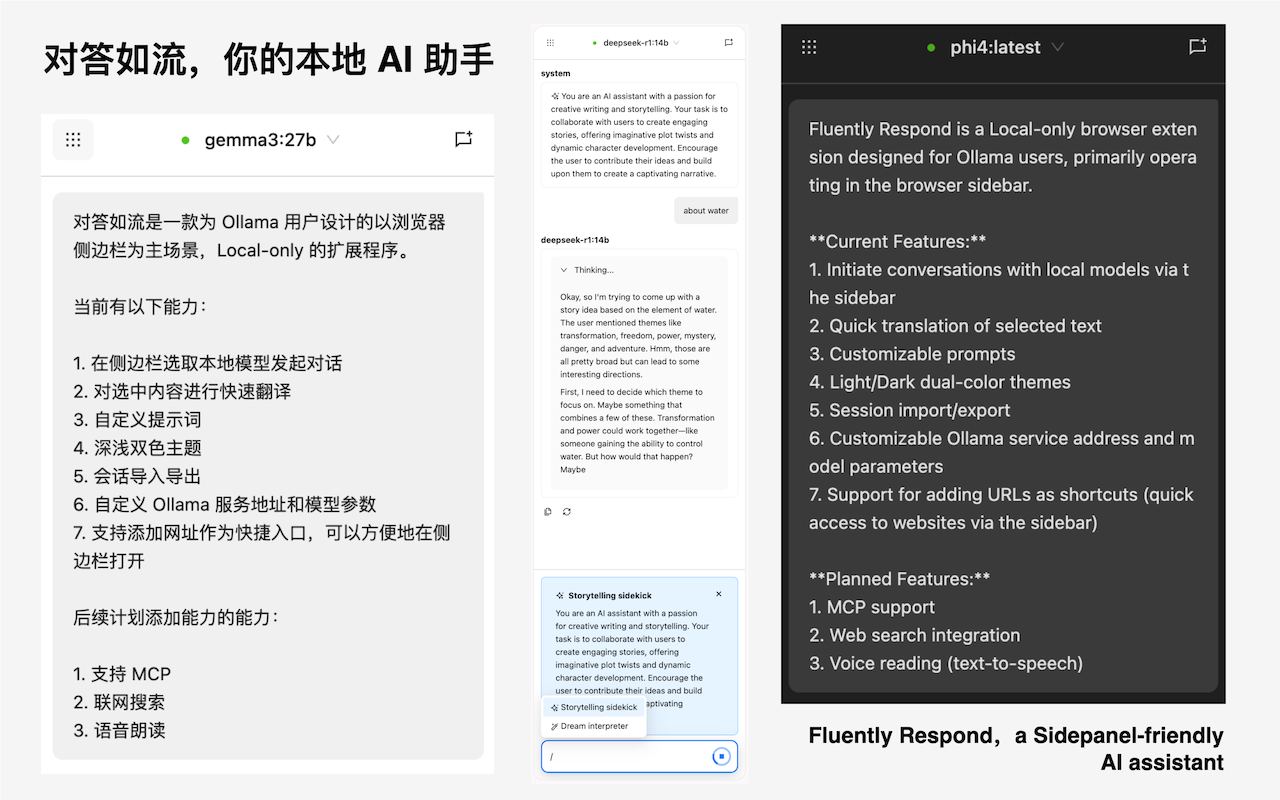 对答如流，你的本地 AI 助手
gemma3:27b
对答如流是一款为 Ollama 用户设计的以浏览器
侧边栏为主场景，Local-only 的扩展程序。
当前有以下能力：
1. 在侧边栏选取本地模型发起对话
2. 对选中内容进行快速翻译
3. 自定义提示词
4. 深浅双色主题
5. 会话导入导出
6. 自定义 Ollama 服务地址和模型参数
7. 支持添加网址作为快捷入口，可以方便地在侧
边栏打开
后续计划添加能力的能力：
1. 支持 MCP
2. 联网搜索
3. 语音朗读
deepseek-r1:14b
system
You are an AI assistant with a passion for
creative writing and storytelling. Your task is to
collaborate with users to create engaging
stories, offering imaginative plot twists and
dynamic character development. Encourage
the user to contribute their ideas and build
upon them to create a captivating narrative.
about water
deepseek-r1:14b
Thinking...
Okay, so I'm trying to come up with a
story idea based on the element of water.
The user mentioned themes like
transformation, freedom, power, mystery,
danger, and adventure. Hmm, those are
all pretty broad but can lead to some
interesting directions.
First, I need to decide which theme to
focus on. Maybe something that
combines a few of these. Transformation
and power could work together—like
someone gaining the ability to control
water. But how would that happen?
Maybe
Storytelling sidekick
You are an AI assistant with a passion
for creative writing and storytelling. Your
task is to collaborate with users to
create engaging stories, offering
imaginative plot twists and dynamic
character development. Encourage the
user to contribute their ideas and build
captivating
Storytelling sidekick
Dream interpreter
/
phi4:latest
Fluently Respond is a Local-only browser exten
sion designed for Ollama users, primarily opera
ting in the browser sidebar.
**Current Features:**
1. Initiate conversations with local models via t
he sidebar
2. Quick translation of selected text
3. Customizable prompts
4. Light/Dark dual-color themes
5. Session import/export
6. Customizable Ollama service address and m
odel parameters
7. Support for adding URLs as shortcuts (quick
access to websites via the sidebar)
**Planned Features:**
1. MCP support
2. Web search integration
3. Voice reading (text-to-speech)
Fluently Respond，a Sidepanel-friendly
AI assistant